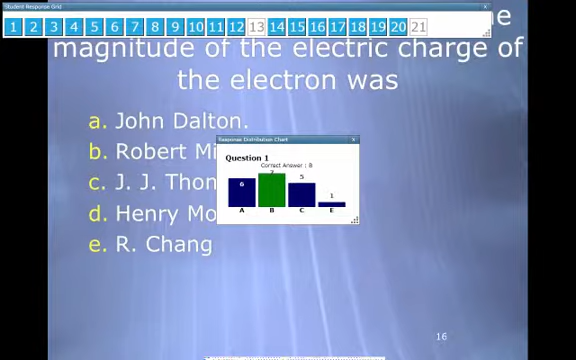 Student Response Grid
1 2 3 4 5 6 7 8 9 10 11 12 13 14 15 16 17 18 19 20 21
magnitude of the electric charge of
the electron was
a. John Dalton.
b. Robert Mi
c. J. J. Thon
d. Henry Mo
e. R. Chang
Response Distribution Chart
Question 1
Correct Answer : B
6 5 1
A B C E
16